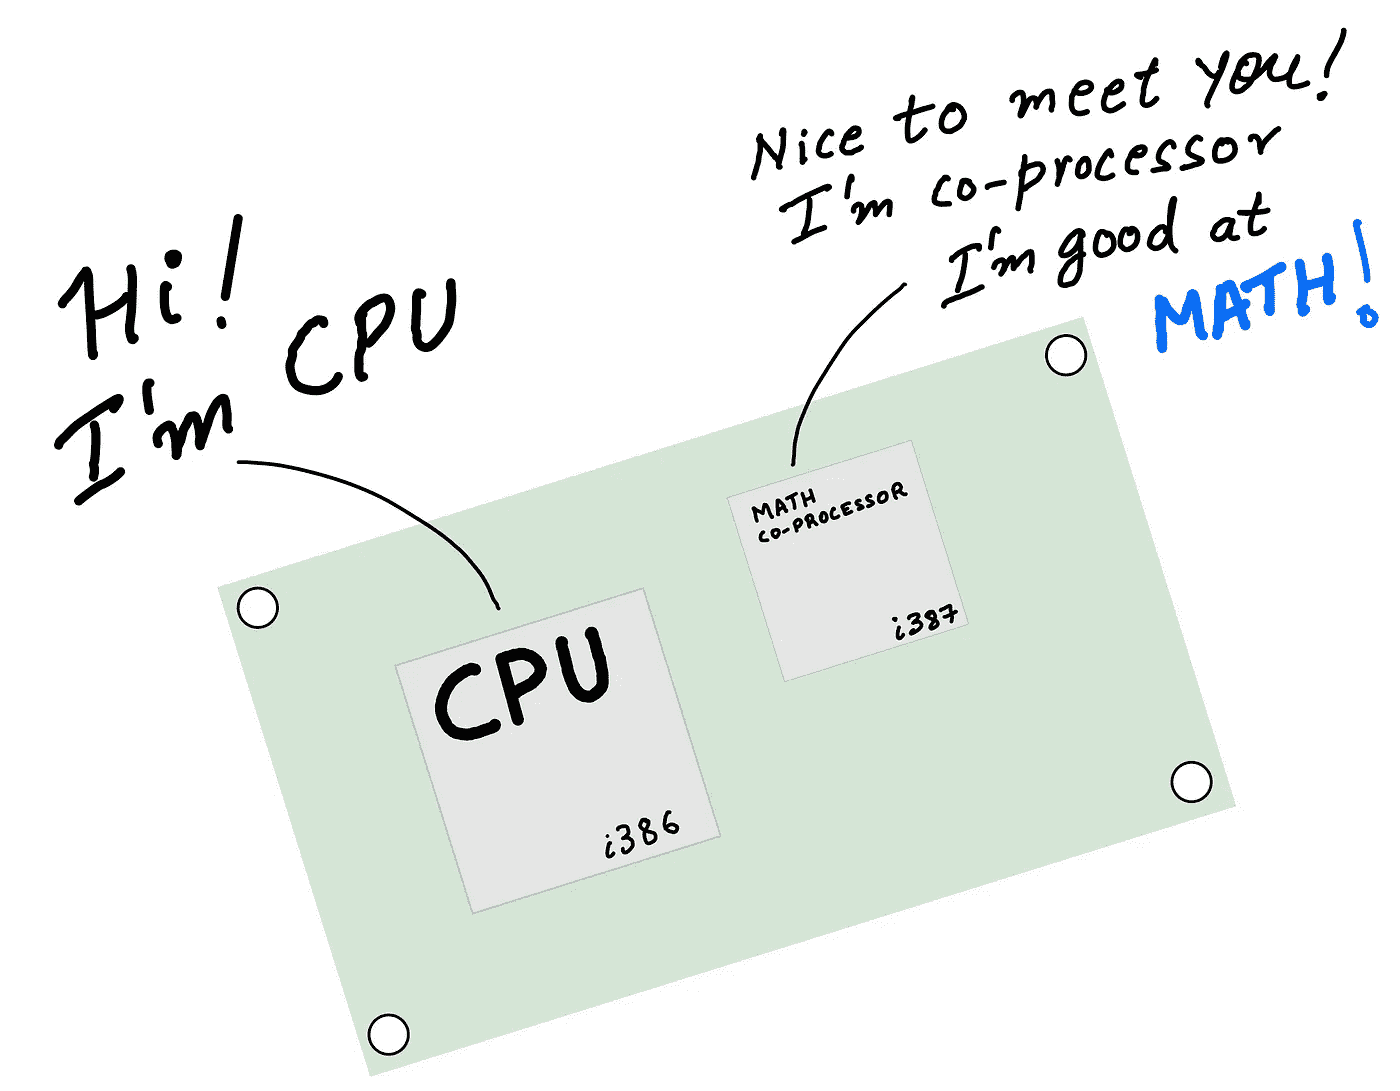 Hi!
I'm CPU
Nice to meet you!
I'm co-processor
I'm good at
MATH!
CPU
i386
MATH
CO-PROCESSOR
i387